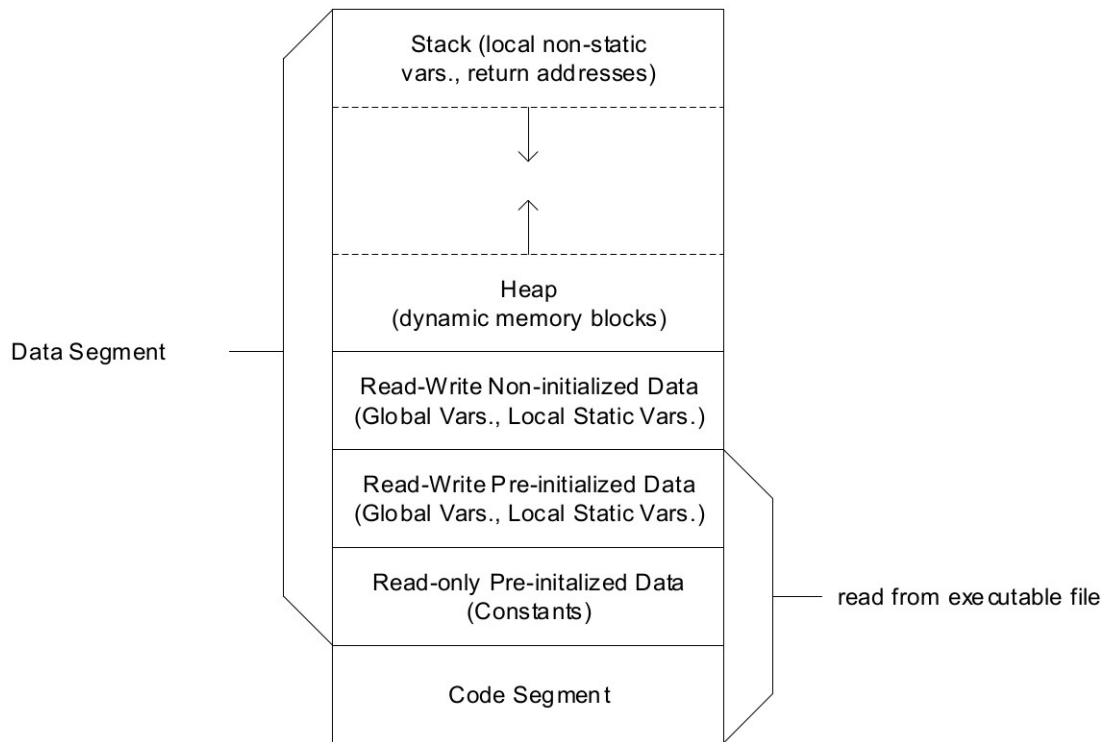 Stack (local non-static
vars., return addresses)
Heap
(dynamic memory blocks)
Data Segment
Read-Write Non-initialized Data
(Global Vars., Local Static Vars.)
Read-Write Pre-initialized Data
(Global Vars., Local Static Vars.)
Read-only Pre-initalized Data
(Constants)
read from executable file
Code Segment